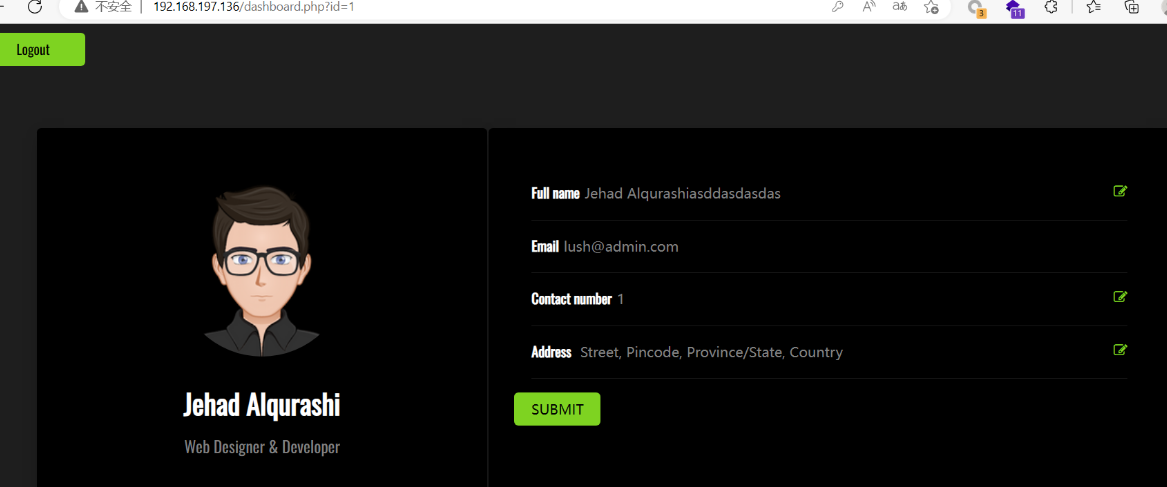 不安全 192.168.197.136/dashboard.php?id=1
3
11
Logout
Full name Jehad Alqurashiasddasdasdas
Email lush@admin.com
Contact number 1
Address Street, Pincode, Province/State, Country
SUBMIT
Jehad Alqurashi
Web Designer & Developer